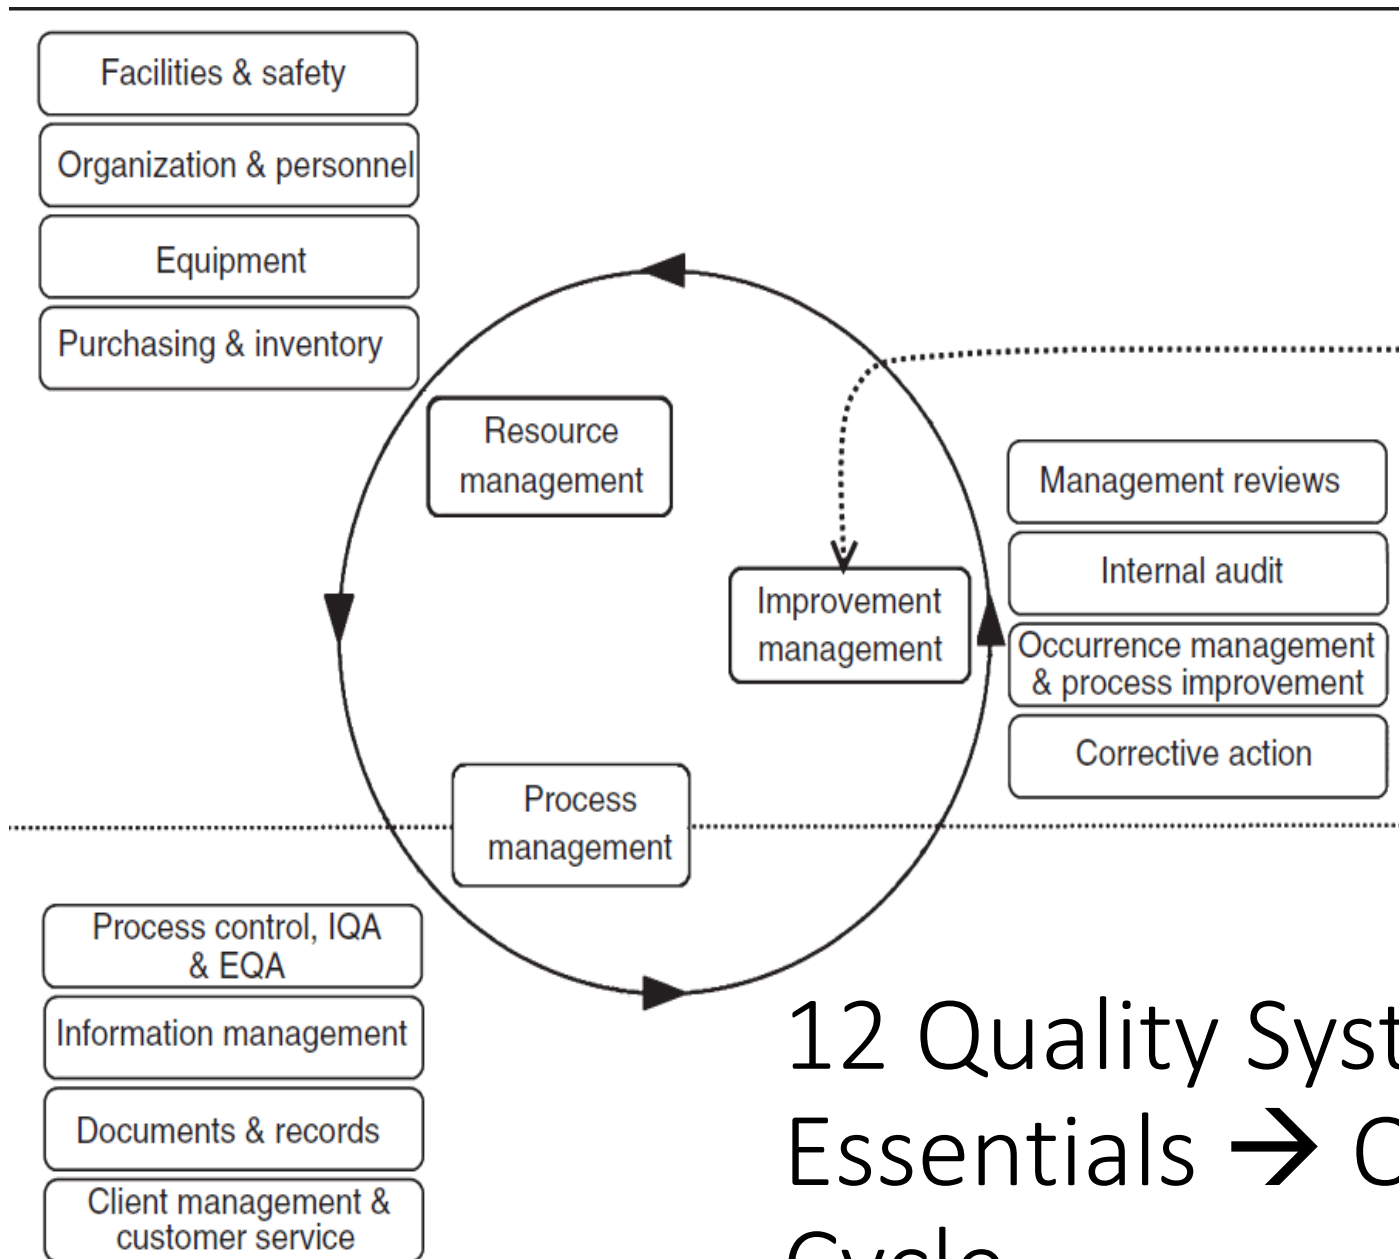 Facilities & safety
Organization & personnel
Equipment
Purchasing & inventory
Resource
management
Improvement
management
Management reviews
Internal audit
Occurrence management
& process improvement
Corrective action
Process
management
Process control, IQA
& EQA
Information management
Documents & records
Client management &
customer service
12 Quality Syst
Essentials → C
Cycle